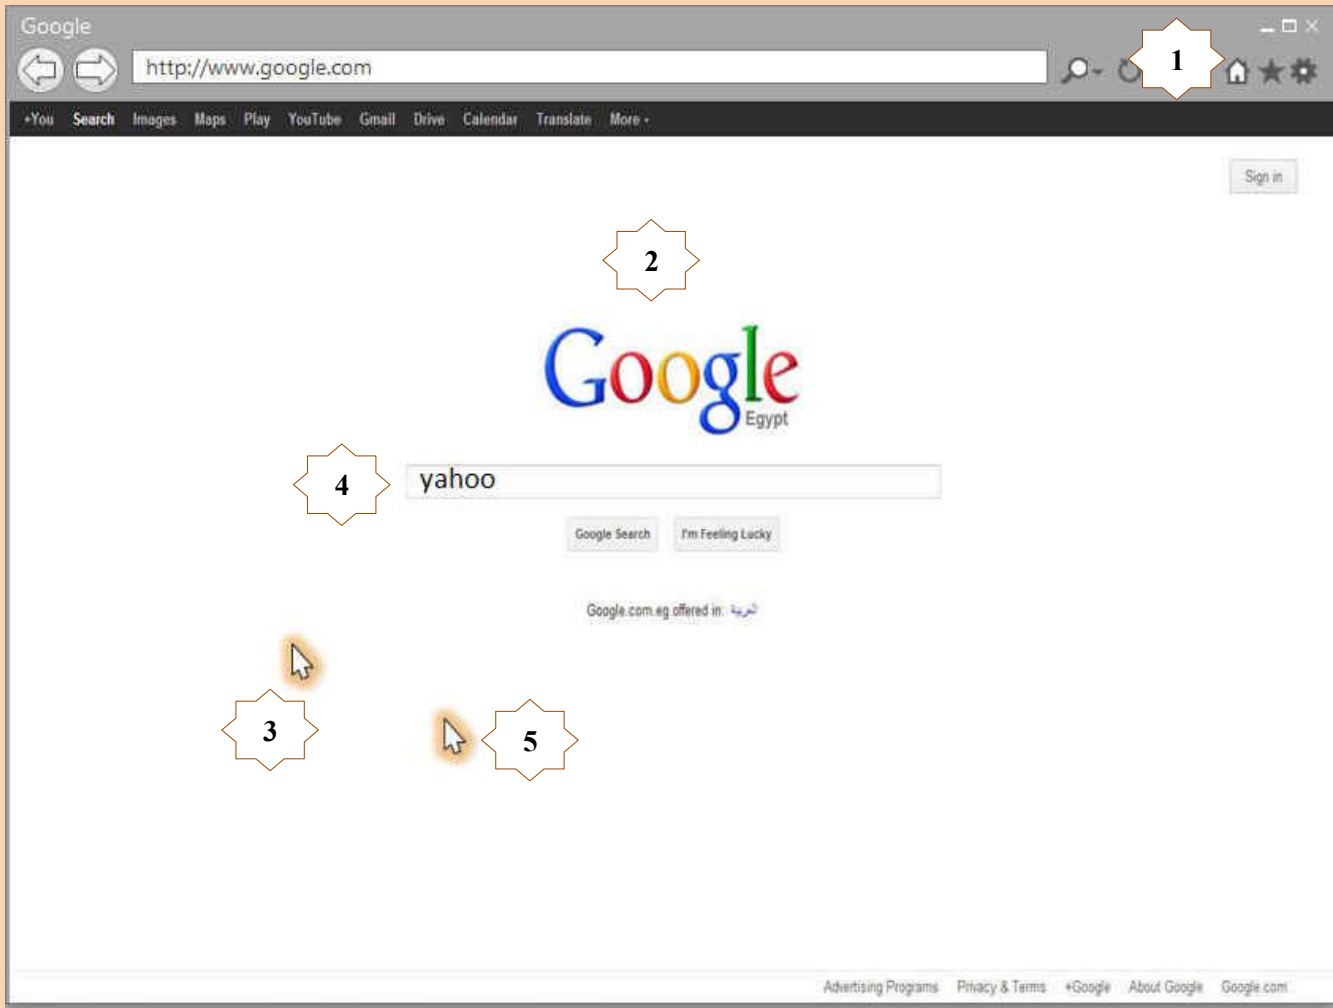 Google
http://www.google.com
1
+You Search Images Maps Play YouTube Gmail Drive Calendar Translate More
Sign in
2
Google
Egypt
4
yahoo
Google Search I'm Feeling Lucky
Google.com.eg offered in: العربية
3
5
Advertising Programs Privacy & Terms +Google About Google Google.com